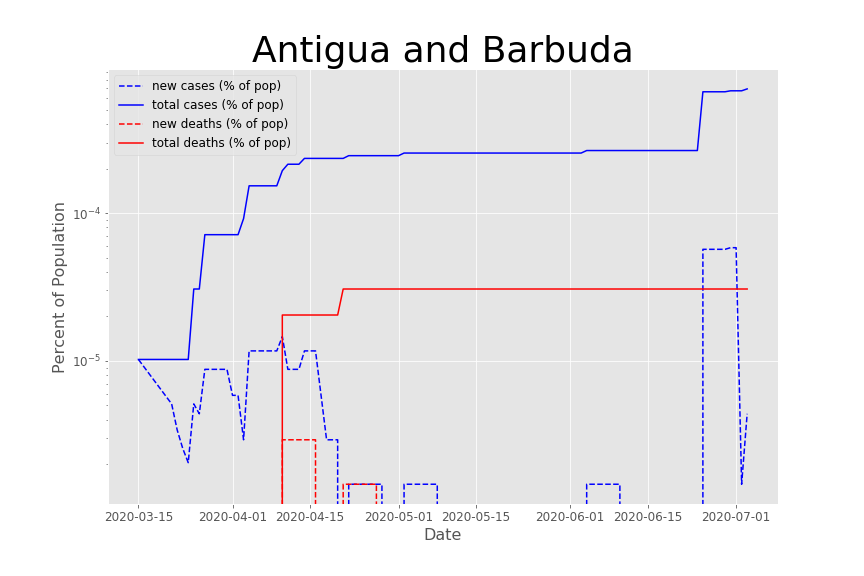 Antigua and Barbuda
new cases (% of pop)
total cases (% of pop)
new deaths (% of pop)
total deaths (% of pop)
Percent of Population
10⁻⁴
10⁻⁵
2020-03-15 2020-04-01 2020-04-15 2020-05-01 2020-05-15 2020-06-01 2020-06-15 2020-07-01
Date